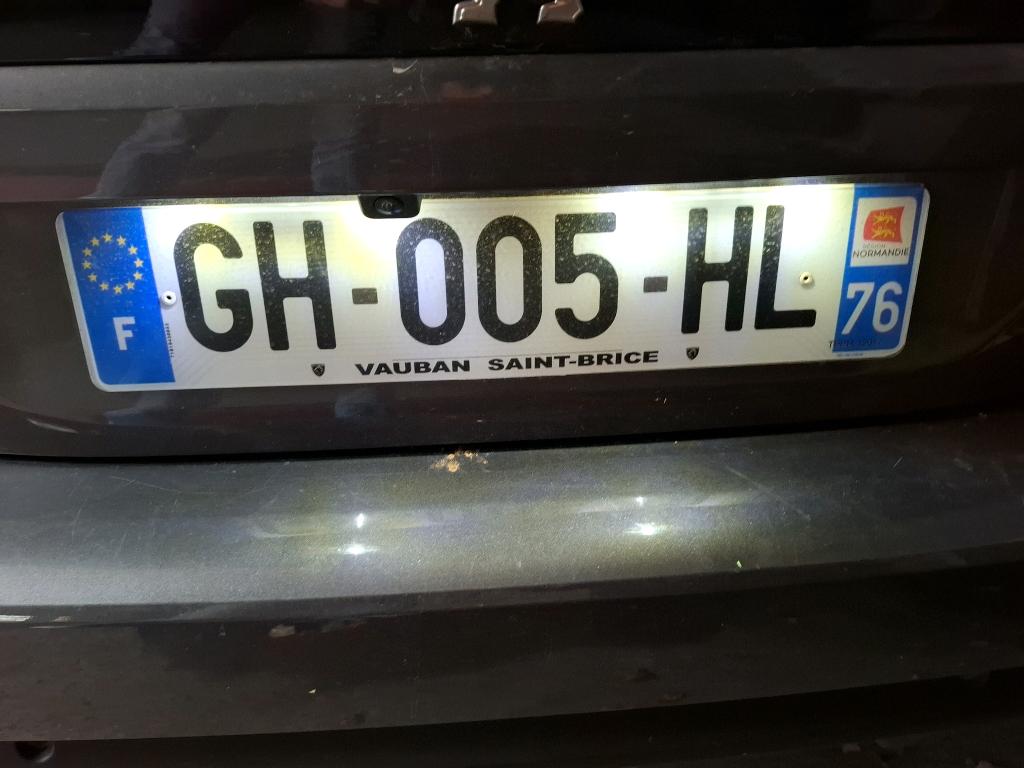 GH-005-HL
F
RÉGION
NORMANDIE
76
VAUBAN SAINT-BRICE